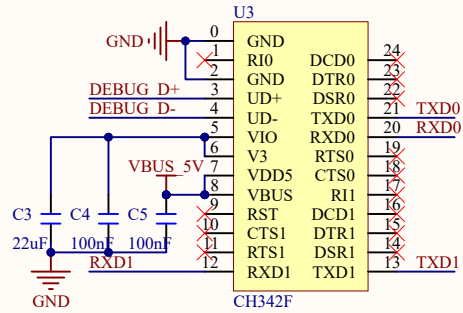 U3
GND 0 GND
1 RI0 DCD0 24
2 GND DTR0 23
DEBUG_D+ 3 UD+ DSR0 22
DEBUG_D- 4 UD- TXD0 21 TXD0
5 VIO RXD0 20 RXD0
6 V3 RTS0 19
VBUS_5V 7 VDD5 CTS0 18
8 VBUS RI1 17
C3 C4 C5 9 RST DCD1 16
10 CTS1 DTR1 15
22uF 100nF 100nF 11 RTS1 DSR1 14
RXD1 12 RXD1 TXD1 13 TXD1
GND CH342F